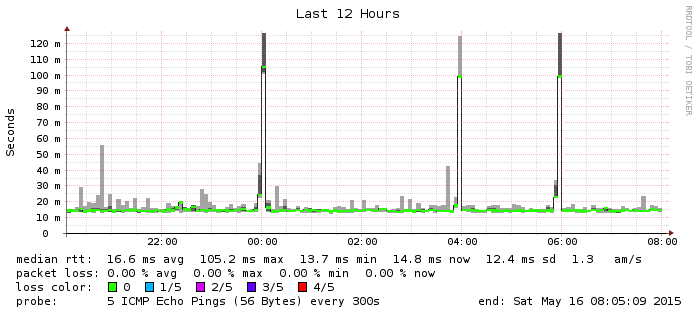 Last 12 Hours
RRDTOOL / TOBI OETIKER
Seconds
120 m
110 m
100 m
90 m
80 m
70 m
60 m
50 m
40 m
30 m
20 m
10 m
0
22:00 00:00 02:00 04:00 06:00 08:00
median rtt: 16.6 ms avg 105.2 ms max 13.7 ms min 14.8 ms now 12.4 ms sd 1.3 am/s
packet loss: 0.00 % avg 0.00 % max 0.00 % min 0.00 % now
loss color: 0 1/5 2/5 3/5 4/5
probe: 5 ICMP Echo Pings (56 Bytes) every 300s end: Sat May 16 08:05:09 2015